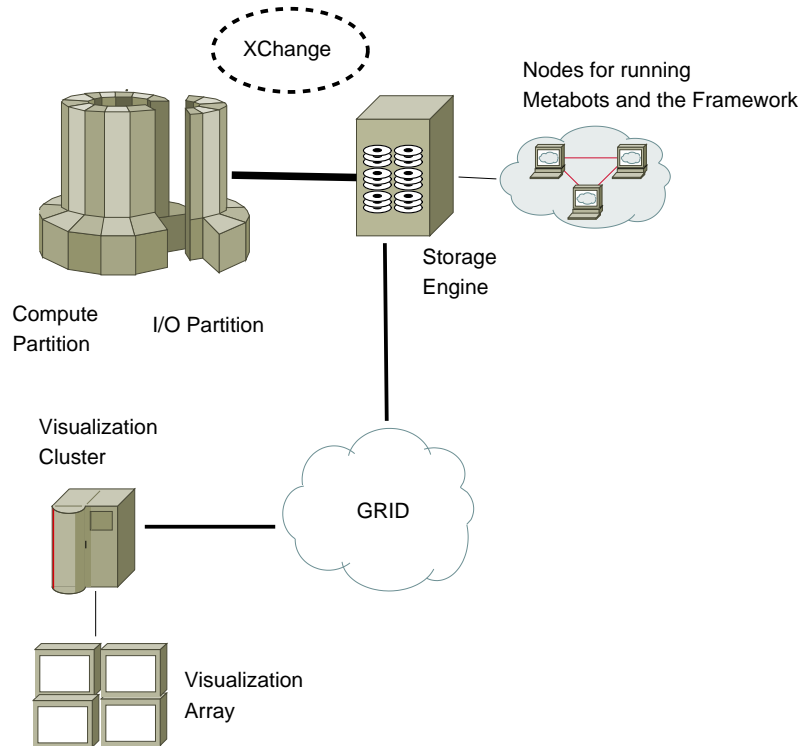 XChange
Nodes for running
Metabots and the Framework
Storage
Engine
Compute
Partition
I/O Partition
Visualization
Cluster
GRID
Visualization
Array